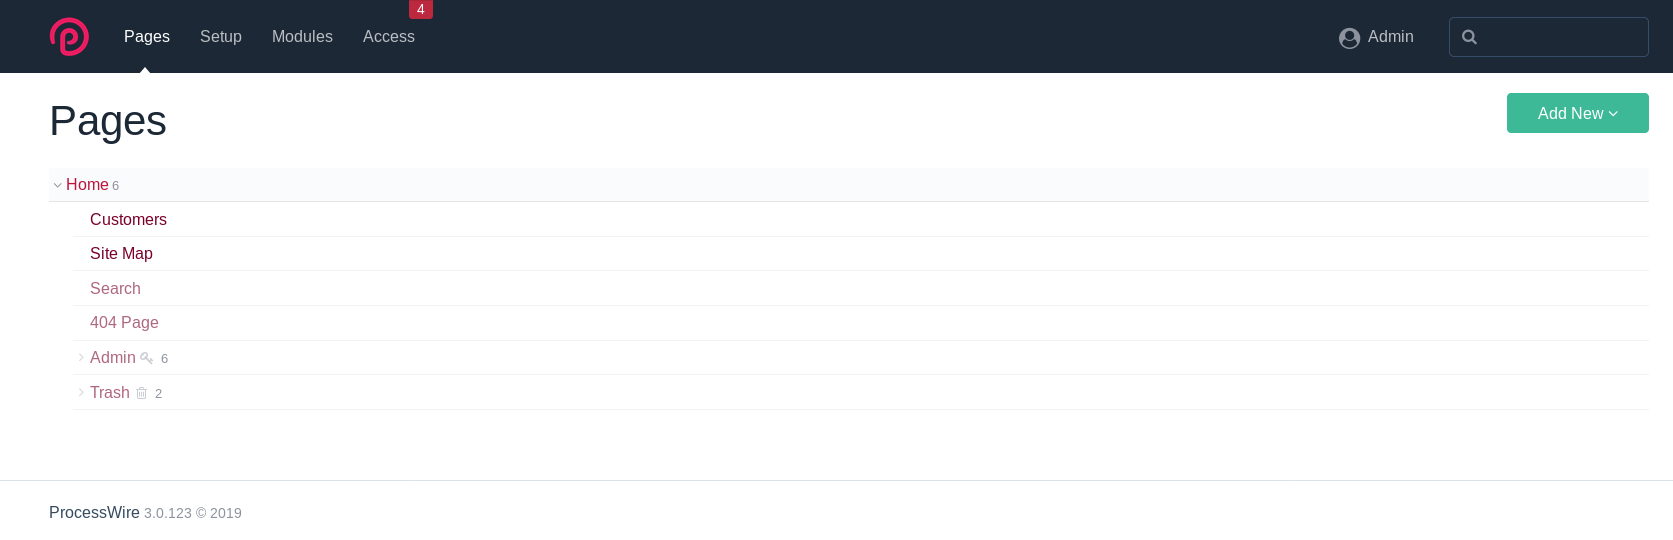 4
Pages Setup Modules Access Admin
Pages
Add New
Home 6
Customers
Site Map
Search
404 Page
Admin 6
Trash 2
ProcessWire 3.0.123 © 2019